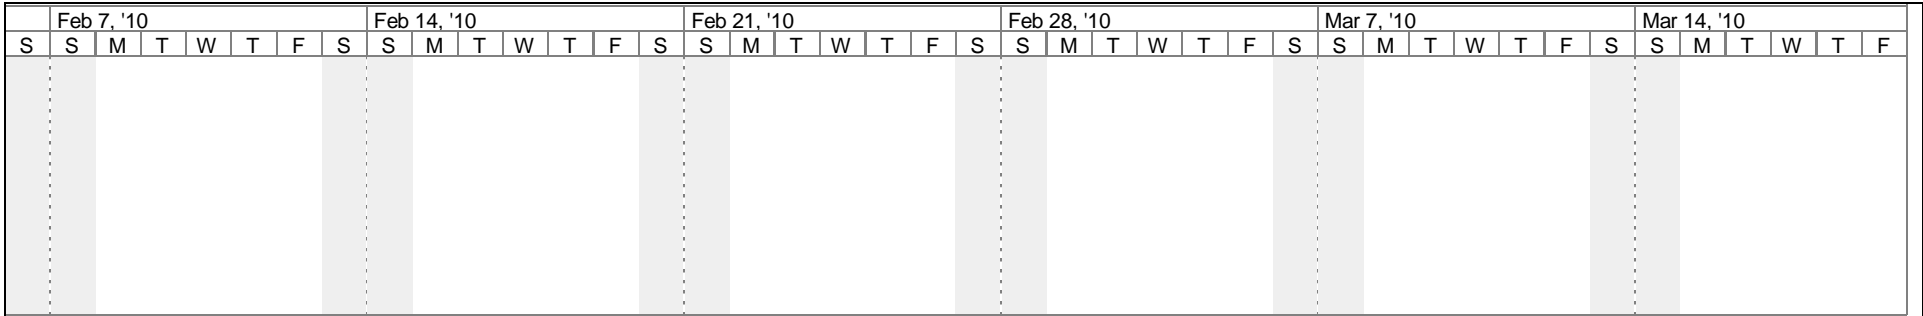 Feb 7, '10 Feb 14, '10 Feb 21, '10 Feb 28, '10 Mar 7, '10 Mar 14, '10
S S M T W T F S S M T W T F S S M T W T F S S M T W T F S S M T W T F S S M T W T F